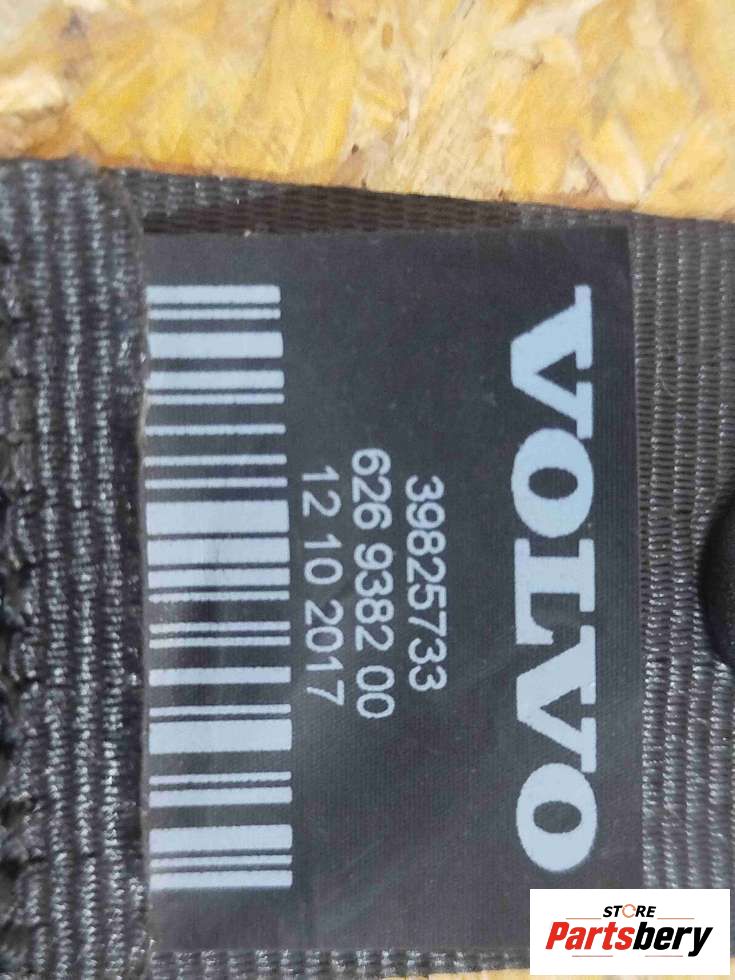 VOLVO
39825733
626 9382 00
12 10 2017
STORE
Partsbery